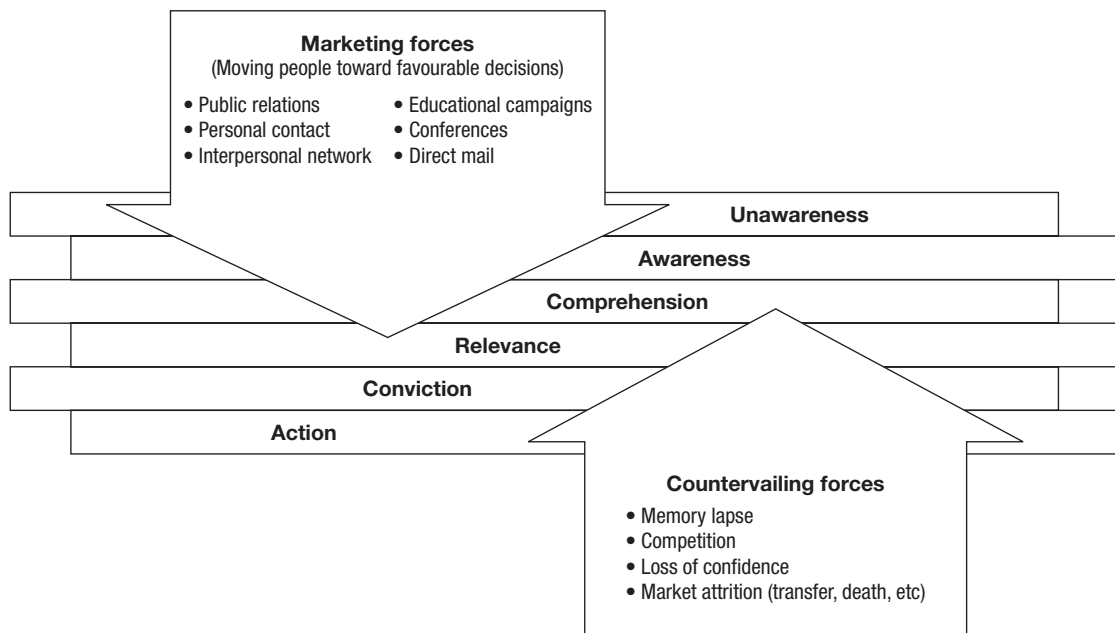 Marketing forces
(Moving people toward favourable decisions)
• Public relations
• Personal contact
• Interpersonal network
• Educational campaigns
• Conferences
• Direct mail
Unawareness
Awareness
Comprehension
Relevance
Conviction
Action
Countervailing forces
• Memory lapse
• Competition
• Loss of confidence
• Market attrition (transfer, death, etc)